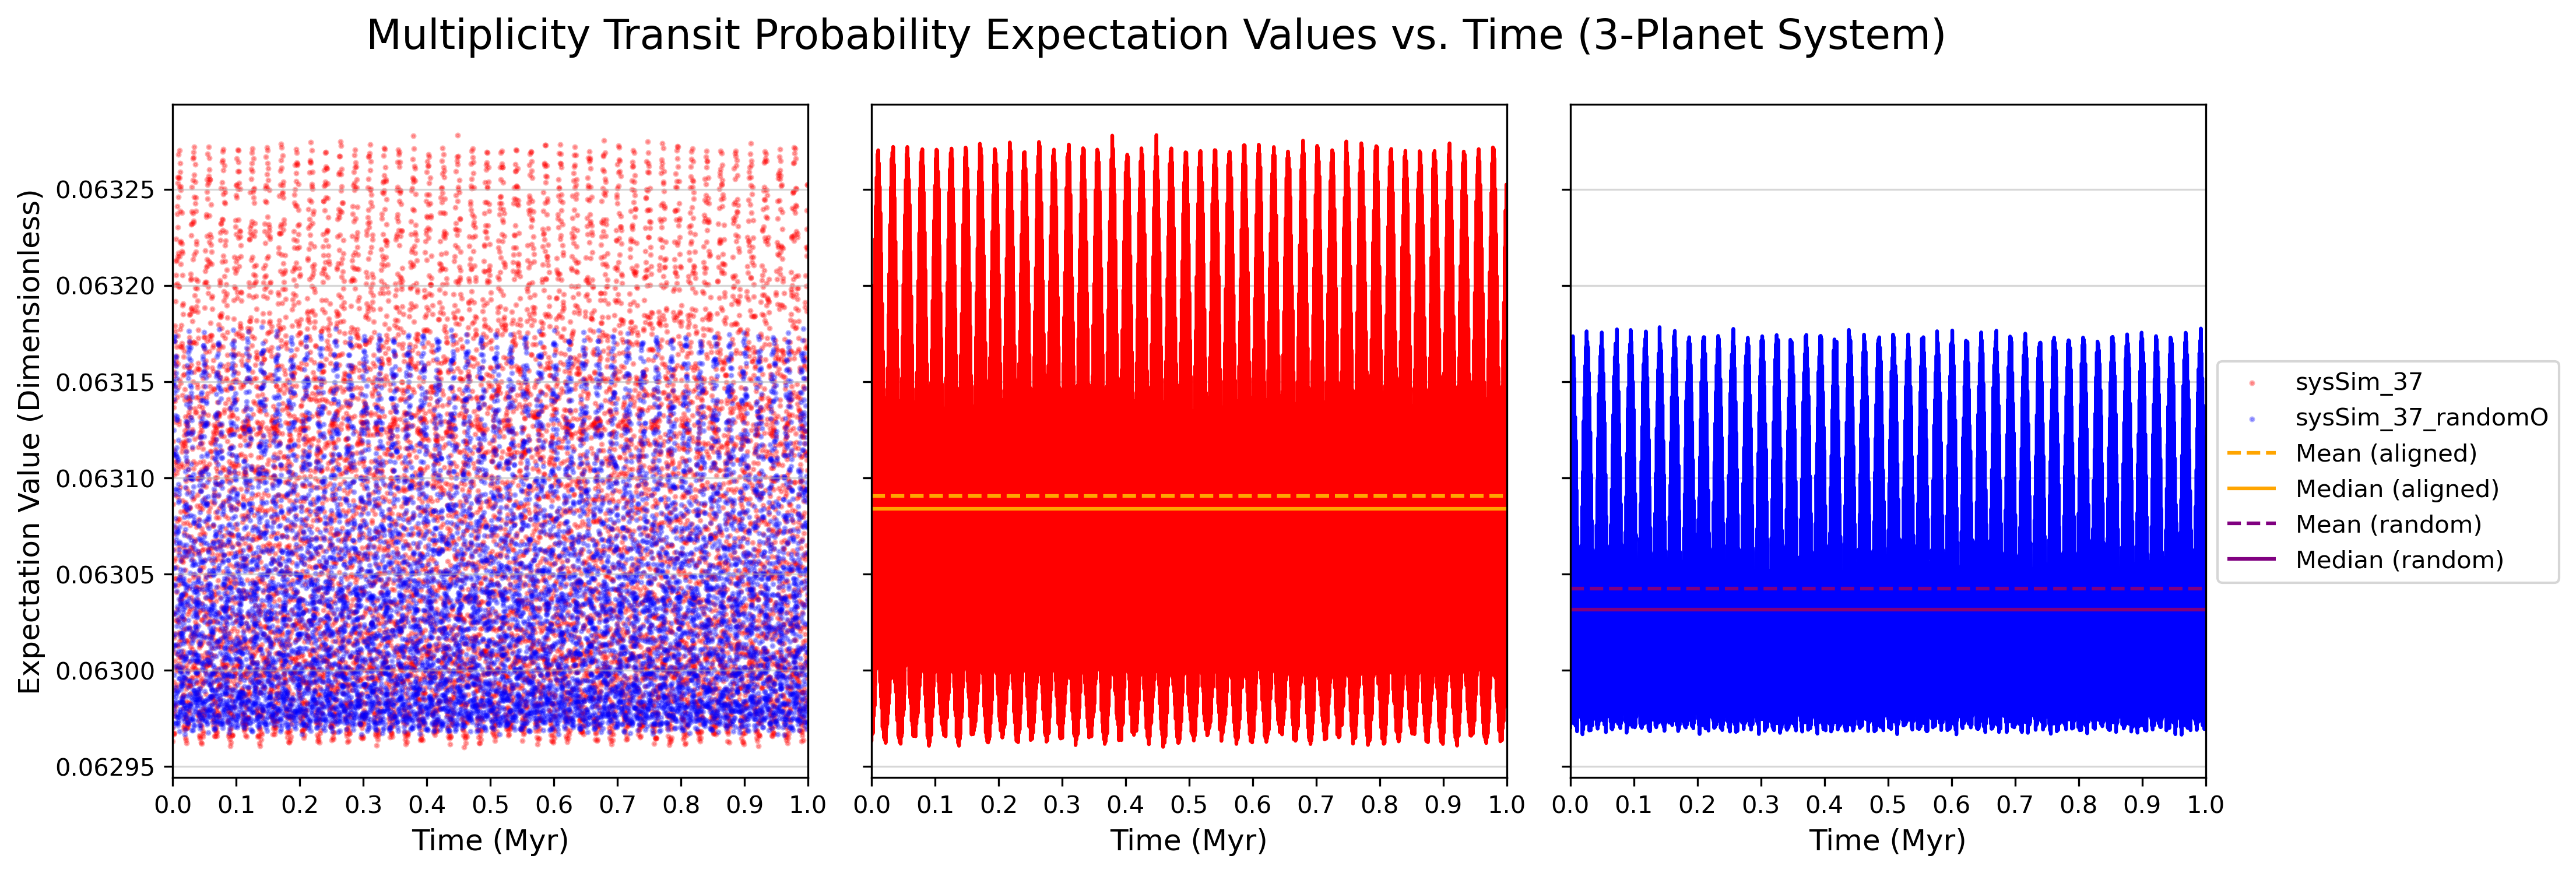 Multiplicity Transit Probability Expectation Values vs. Time (3-Planet System)
Expectation Value (Dimensionless)
0.06325
0.06320
0.06315
0.06310
0.06305
0.06300
0.06295
0.0 0.1 0.2 0.3 0.4 0.5 0.6 0.7 0.8 0.9 1.0
Time (Myr)
0.0 0.1 0.2 0.3 0.4 0.5 0.6 0.7 0.8 0.9 1.0
Time (Myr)
0.0 0.1 0.2 0.3 0.4 0.5 0.6 0.7 0.8 0.9 1.0
Time (Myr)
sysSim_37
sysSim_37_randomO
Mean (aligned)
Median (aligned)
Mean (random)
Median (random)